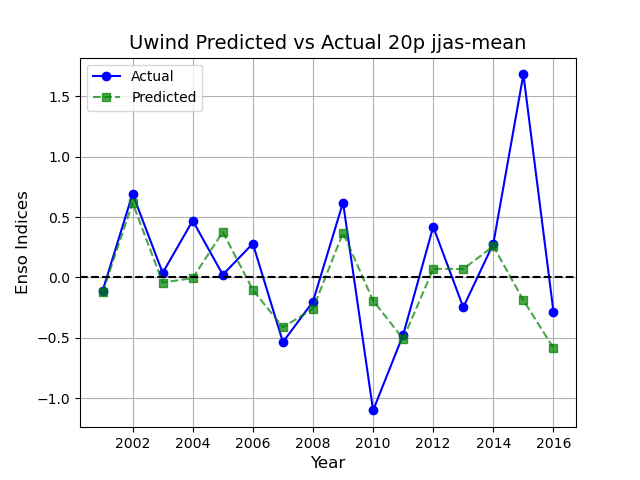 Uwind Predicted vs Actual 20p jjas-mean
Actual
Predicted
Enso Indices
1.5
1.0
0.5
0.0
−0.5
−1.0
2002 2004 2006 2008 2010 2012 2014 2016
Year